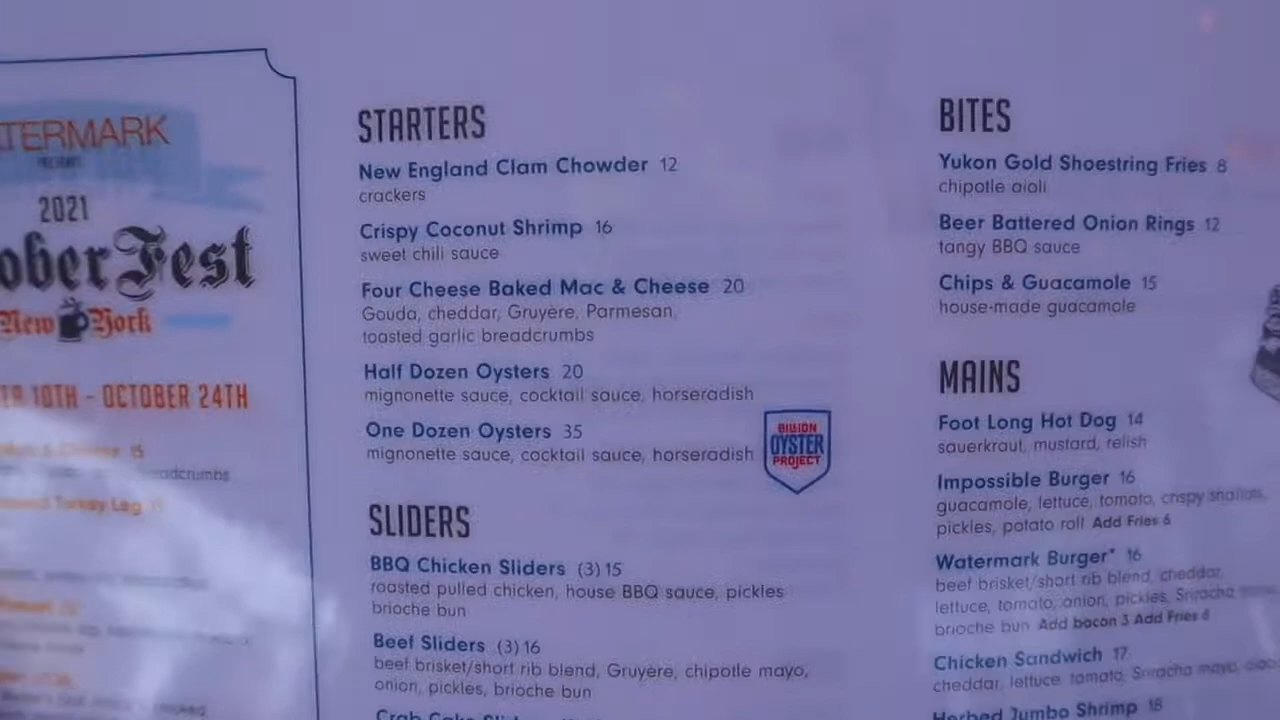 TERMARK
2021
oberFest
New York
10TH - OCTOBER 24TH
15
eadcrumbs
Turkey Leg
STARTERS
New England Clam Chowder 12
crackers
Crispy Coconut Shrimp 16
sweet chili sauce
Four Cheese Baked Mac & Cheese 20
Gouda, cheddar, Gruyère, Parmesan,
toasted garlic breadcrumbs
Half Dozen Oysters 20
mignonette sauce, cocktail sauce, horseradish
One Dozen Oysters 35
mignonette sauce, cocktail sauce, horseradish
BILLION
OYSTER
PROJECT
SLIDERS
BBQ Chicken Sliders (3) 15
roasted pulled chicken, house BBQ sauce, pickles
brioche bun
Beef Sliders (3) 16
beef brisket/short rib blend, Gruyère, chipotle mayo,
onion, pickles, brioche bun
Crab Cake
BITES
Yukon Gold Shoestring Fries 8
chipotle aioli
Beer Battered Onion Rings 12
tangy BBQ sauce
Chips & Guacamole 15
house-made guacamole
MAINS
Foot Long Hot Dog 14
sauerkraut, mustard, relish
Impossible Burger 16
guacamole, lettuce, tomato, crispy shallots,
pickles, potato roll Add Fries 6
Watermark Burger* 16
beef brisket/short rib blend, cheddar,
lettuce, tomato, onion, pickles, Sriracha
brioche bun Add bacon 3 Add Fries 6
Chicken Sandwich 17
cheddar, lettuce, tomato, Sriracha mayo,
Herbed Jumbo Shrimp 18